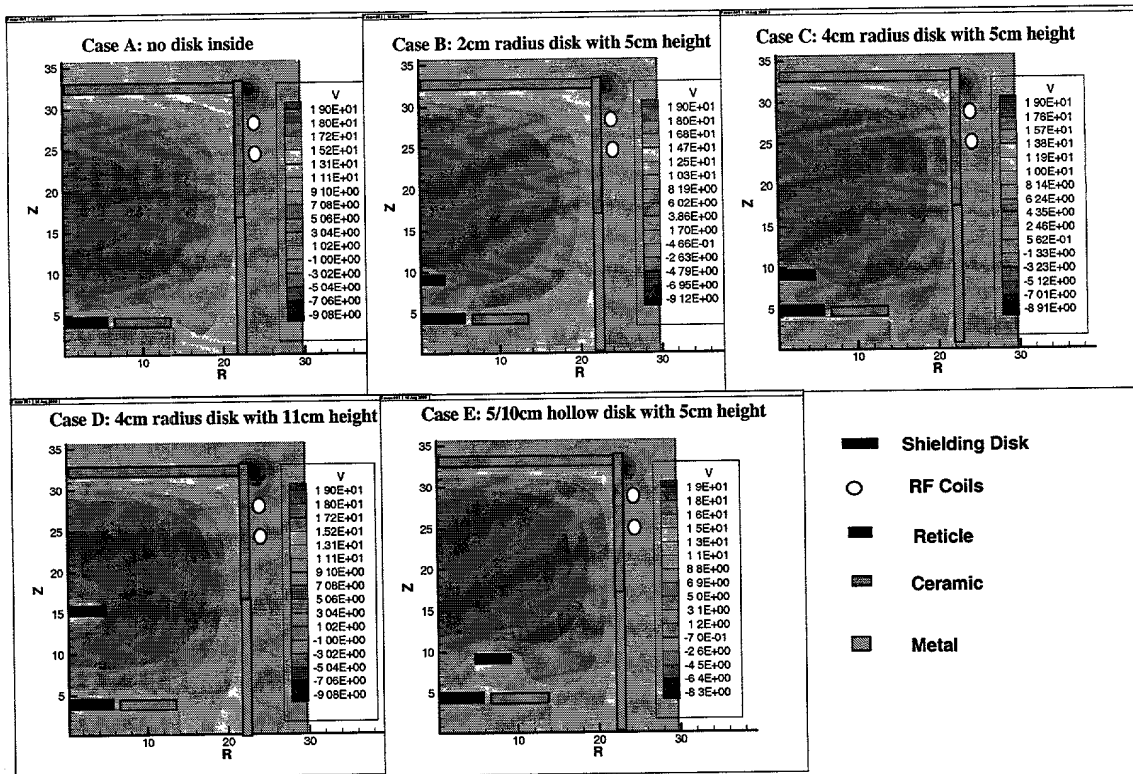 Case A: no disk inside
V
1 90E+01
1 80E+01
1 72E+01
1 52E+01
1 31E+01
1 11E+01
9 10E+00
7 08E+00
5 06E+00
3 04E+00
1 02E+00
-1 00E+00
-3 02E+00
-5 04E+00
-7 06E+00
-9 08E+00
35
30
25
20
15
10
5
Z
10
20
30
R
Case B: 2cm radius disk with 5cm height
V
1 90E+01
1 80E+01
1 68E+01
1 47E+01
1 25E+01
1 03E+01
8 19E+00
6 02E+00
3 86E+00
1 70E+00
-4 66E-01
-2 63E+00
-4 79E+00
-6 95E+00
-9 12E+00
35
30
25
20
15
10
5
Z
10
20
30
R
Case C: 4cm radius disk with 5cm height
V
1 90E+01
1 76E+01
1 57E+01
1 38E+01
1 19E+01
1 00E+01
8 14E+00
6 24E+00
4 35E+00
2 46E+00
5 62E-01
-1 33E+00
-3 23E+00
-5 12E+00
-7 01E+00
-8 91E+00
35
30
25
20
15
10
5
Z
10
20
30
R
Case D: 4cm radius disk with 11cm height
V
1 90E+01
1 80E+01
1 72E+01
1 52E+01
1 31E+01
1 11E+01
9 10E+00
7 08E+00
5 06E+00
3 04E+00
1 02E+00
-1 00E+00
-3 02E+00
-5 04E+00
-7 06E+00
-9 08E+00
35
30
25
20
15
10
5
Z
10
20
30
R
Case E: 5/10cm hollow disk with 5cm height
V
1 9E+01
1 8E+01
1 6E+01
1 5E+01
1 3E+01
1 1E+01
8 8E+00
6 9E+00
5 0E+00
3 1E+00
1 2E+00
-7 0E-01
-2 6E+00
-4 5E+00
-6 4E+00
-8 3E+00
35
30
25
20
15
10
5
Z
10
20
30
R
Shielding Disk
RF Coils
Reticle
Ceramic
Metal